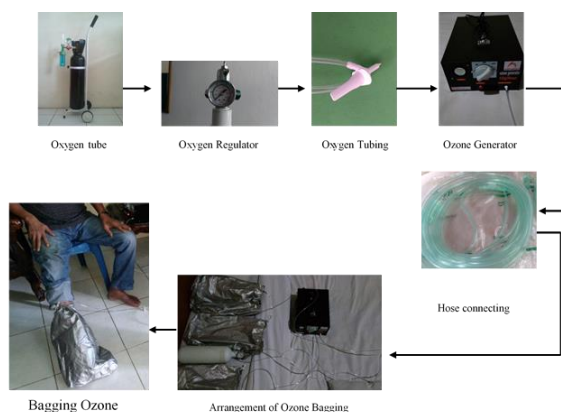 Oxygen tube
Oxygen Regulator
Oxygen Tubing
Ozone Generator
Hose connecting
Bagging Ozone
Arrangement of Ozone Bagging